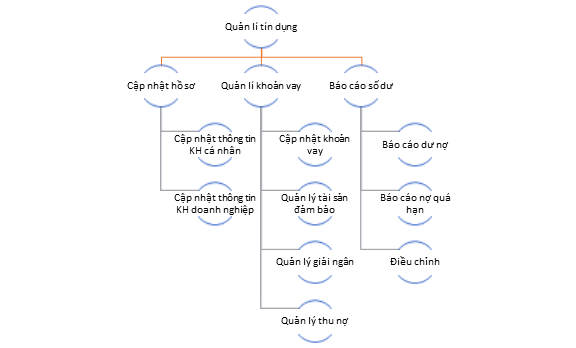 Quản lí tín dụng
Cập nhật hồ sơ
Quản lí khoản vay
Báo cáo số dư
Cập nhật thông tin
KH cá nhân
Cập nhật khoản
vay
Báo cáo dư nợ
Cập nhật thông tin
KH doanh nghiệp
Quản lý tài sản
đảm bảo
Báo cáo nợ quá
hạn
Quản lý giải ngân
Điều chỉnh
Quản lý thu nợ